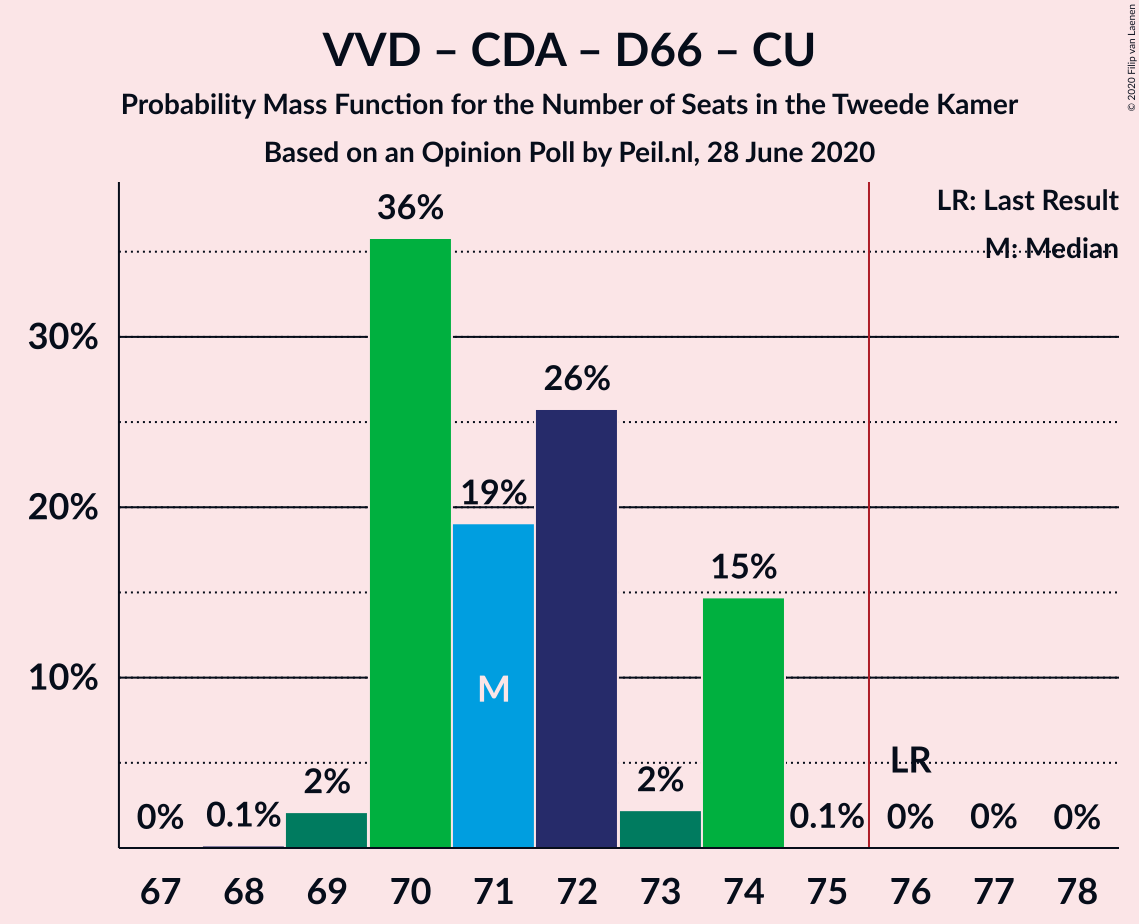 VVD – CDA – D66 – CU
Probability Mass Function for the Number of Seats in the Tweede Kamer
Based on an Opinion Poll by Peil.nl, 28 June 2020
© 2020 Filip van Laenen
LR: Last Result
M: Median
30%
20%
10%
0%
0.1%
2%
36%
19%
26%
2%
15%
0.1%
0%
0%
0%
M
LR
67 68 69 70 71 72 73 74 75 76 77 78